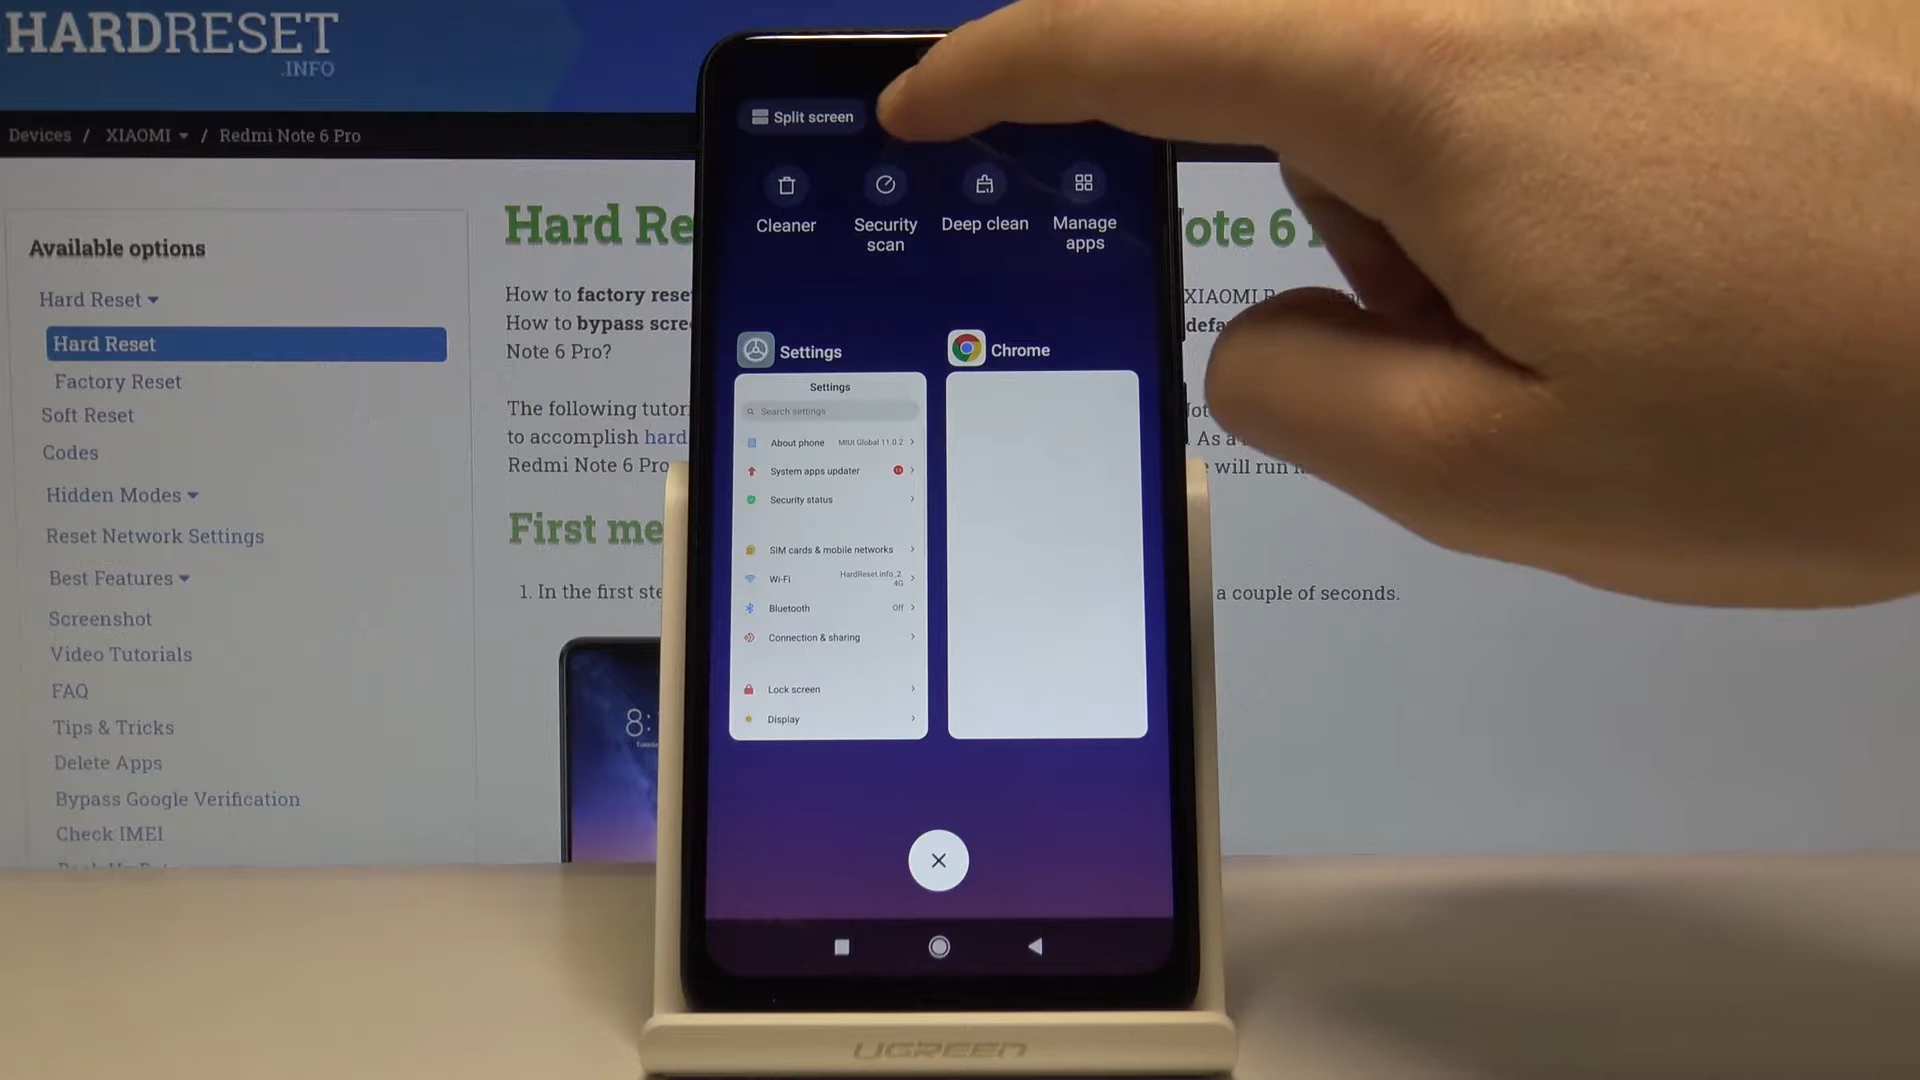 HARDRESET
.INFO
Devices / XIAOMI / Redmi Note 6 Pro
Available options
Hard Reset
Hard Reset
Factory Reset
Soft Reset
Codes
Hidden Modes
Reset Network Settings
Best Features
Screenshot
Video Tutorials
FAQ
Tips & Tricks
Delete Apps
Bypass Google Verification
Check IMEI
Hard Re
ote 6
How to factory rese
XIAOMI
How to bypass scre
defa
Note 6 Pro?
The following tutori
to accomplish hard
As a
Redmi Note 6 Pro
will run
First me
1. In the first ste
a couple of seconds.
8:
Split screen
Cleaner
Security scan
Deep clean
Manage apps
Settings
Chrome
Settings
Search settings
About phone MIUI Global 11.0.2
System apps updater
Security status
SIM cards & mobile networks
Wi-Fi HardReset.info_2.4G
Bluetooth Off
Connection & sharing
Lock screen
Display
UGREEN